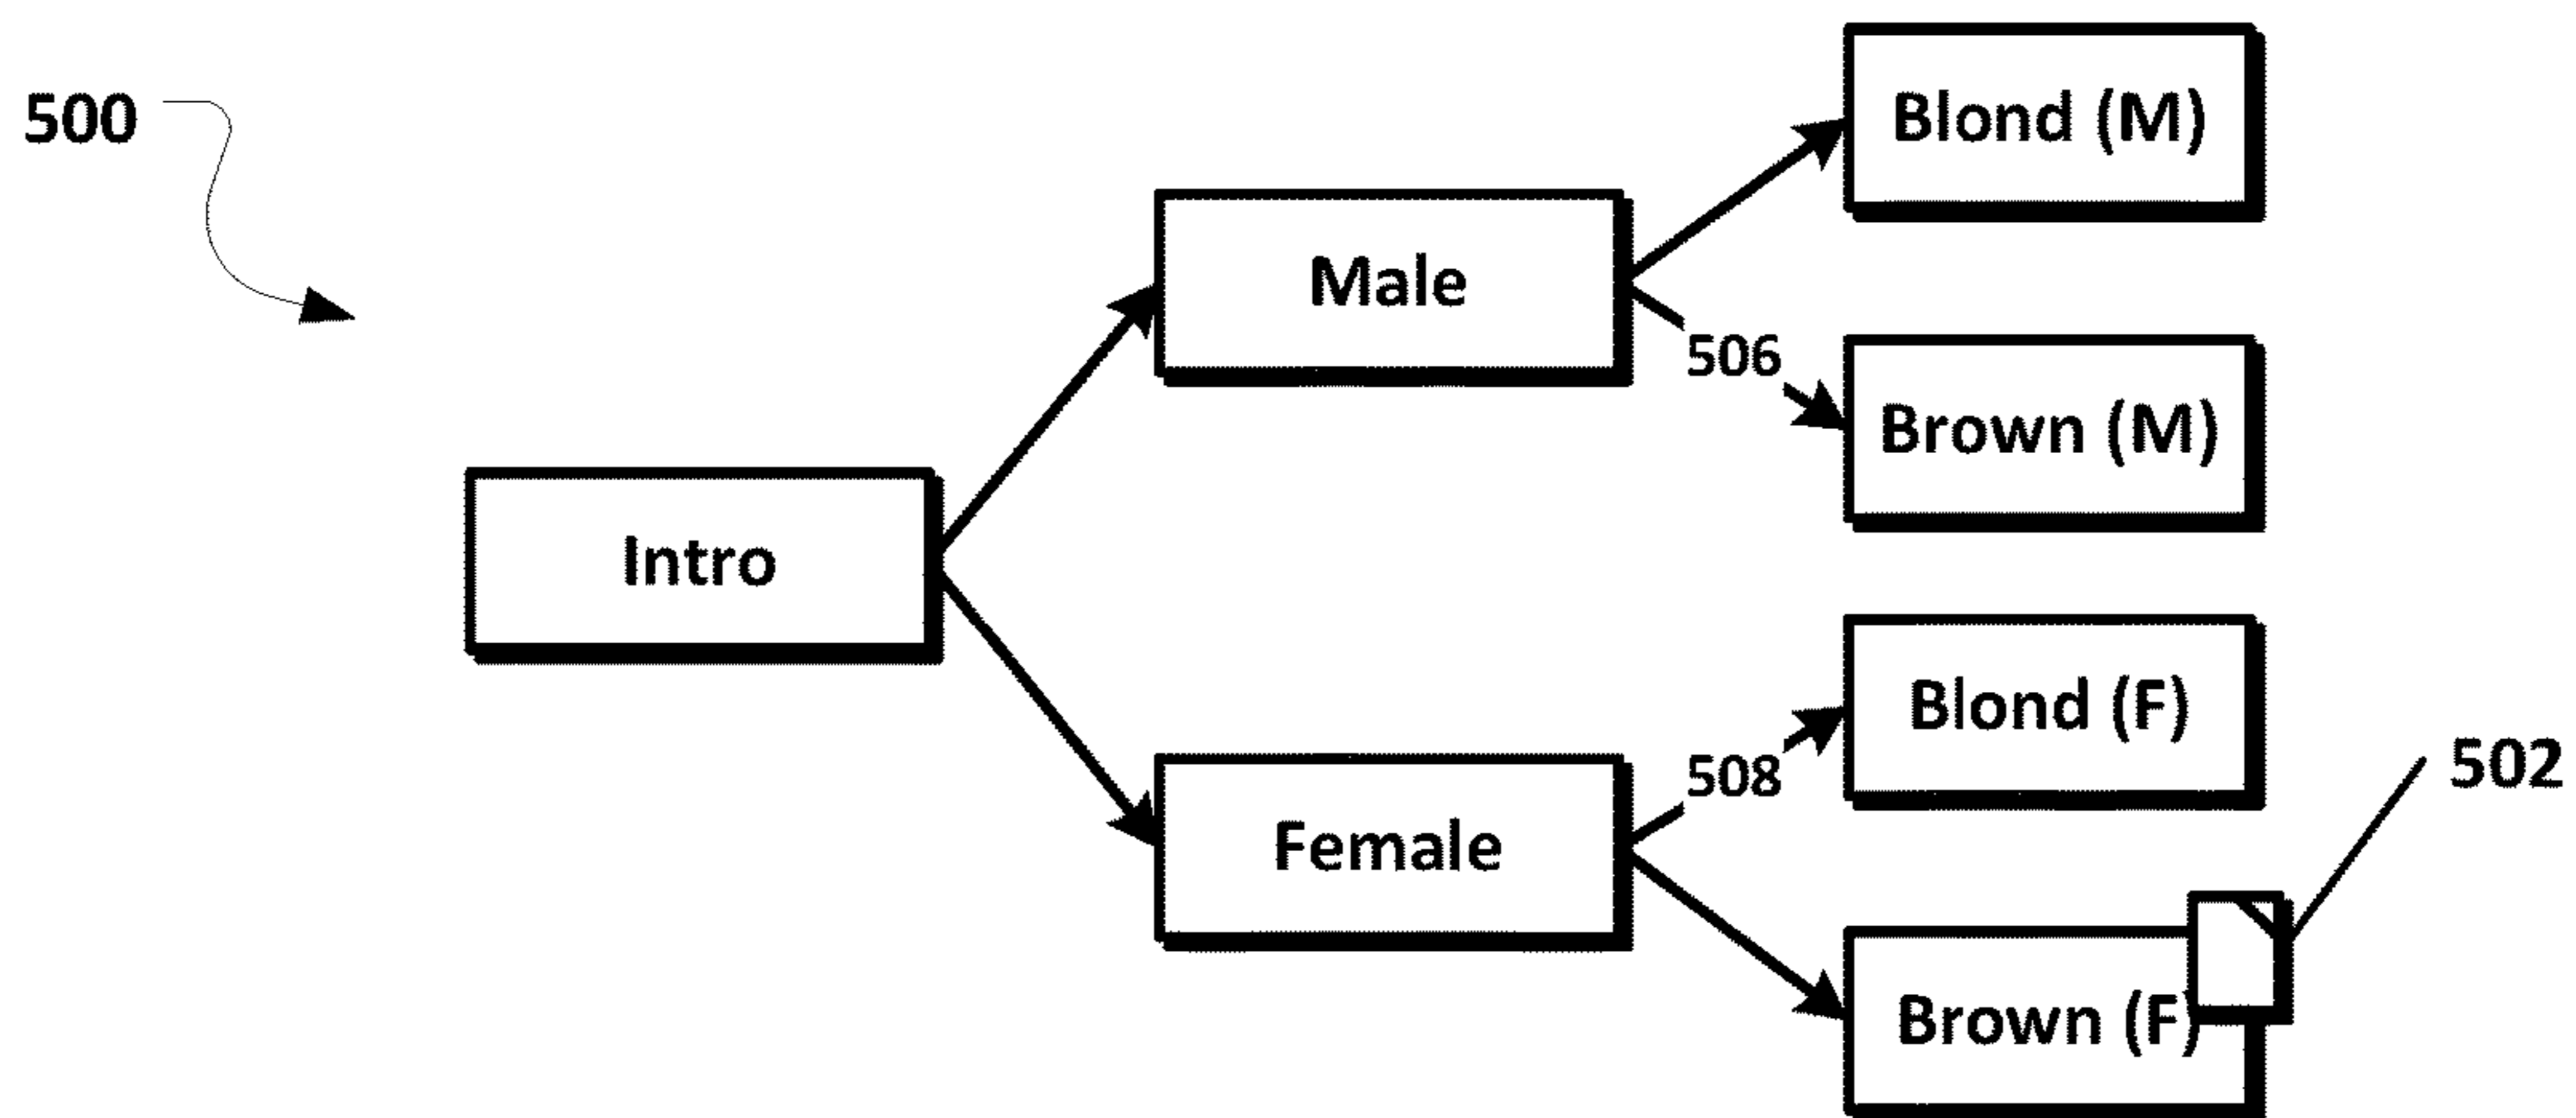 500
Blond (M)
Male
506
Brown (M)
Intro
Blond (F)
508
502
Female
Brown (F)